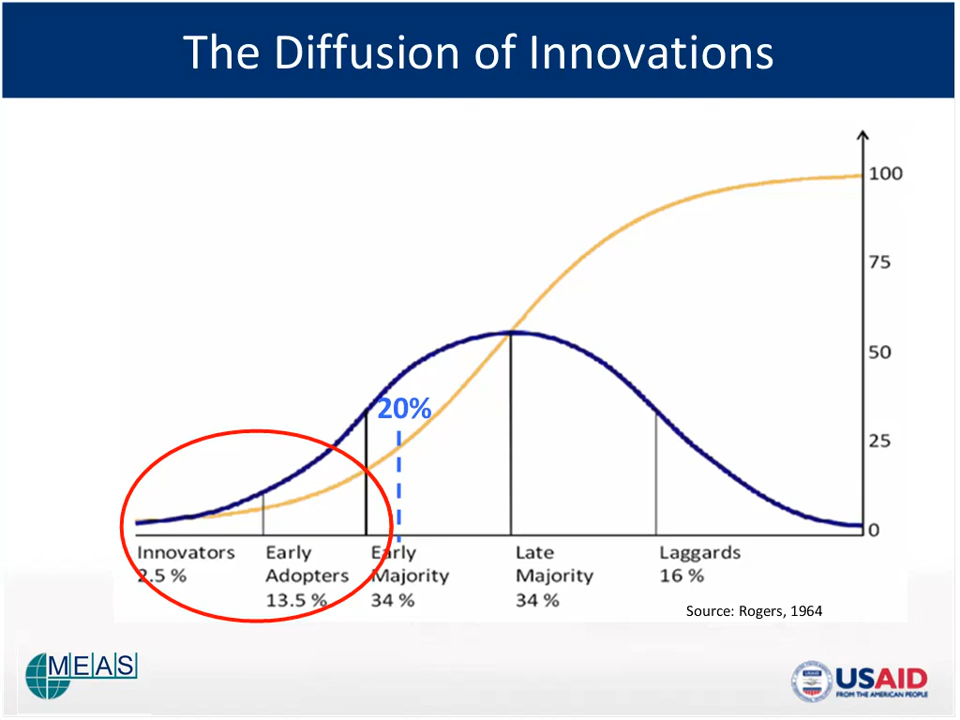 The Diffusion of Innovations
100
75
50
20%
25
0
Innovators
2.5 %
Early
Adopters
13.5 %
Early
Majority
34 %
Late
Majority
34 %
Laggards
16 %
Source: Rogers, 1964
MEAS
USAID
FROM THE AMERICAN PEOPLE